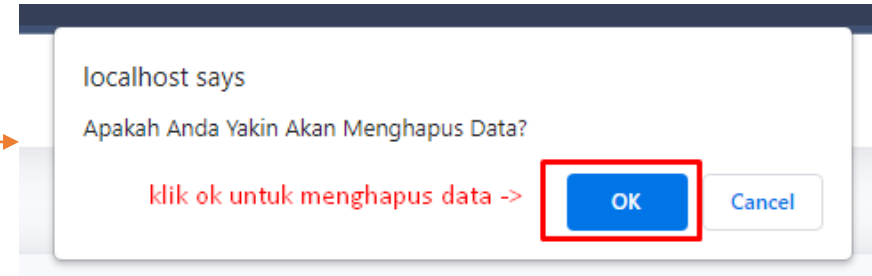 localhost says
Apakah Anda Yakin Akan Menghapus Data?
klik ok untuk menghapus data -> OK Cancel